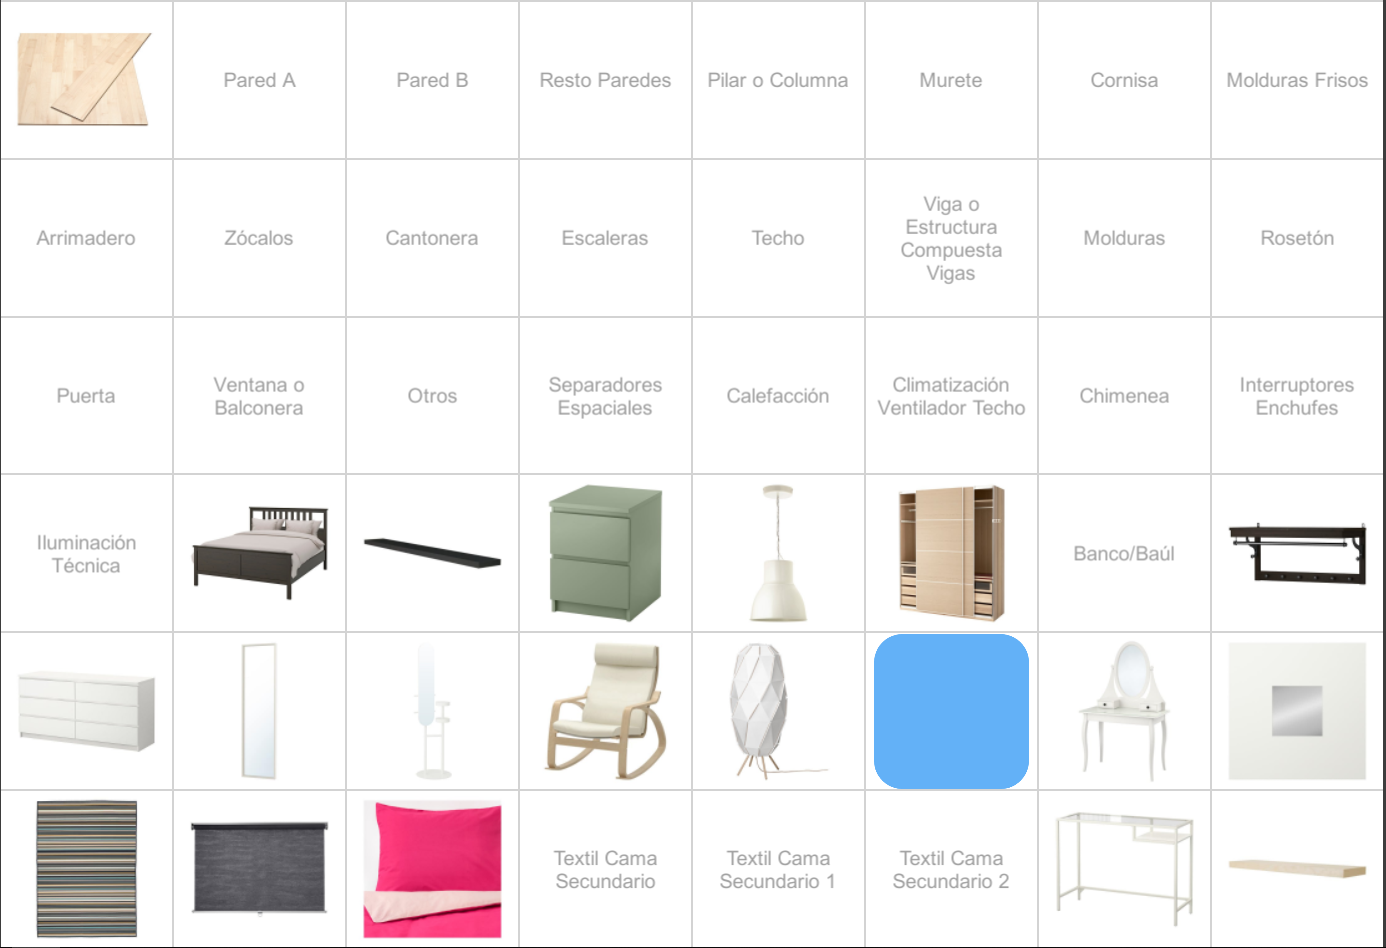 Pared A
Pared B
Resto Paredes
Pilar o Columna
Murete
Cornisa
Molduras Frisos
Arrimadero
Zócalos
Cantonera
Escaleras
Techo
Viga o
Estructura
Compuesta
Vigas
Molduras
Rosetón
Puerta
Ventana o
Balconera
Otros
Separadores
Espaciales
Calefacción
Climatización
Ventilador Techo
Chimenea
Interruptores
Enchufes
Iluminación
Técnica
Banco/Baúl
Textil Cama
Secundario
Textil Cama
Secundario 1
Textil Cama
Secundario 2